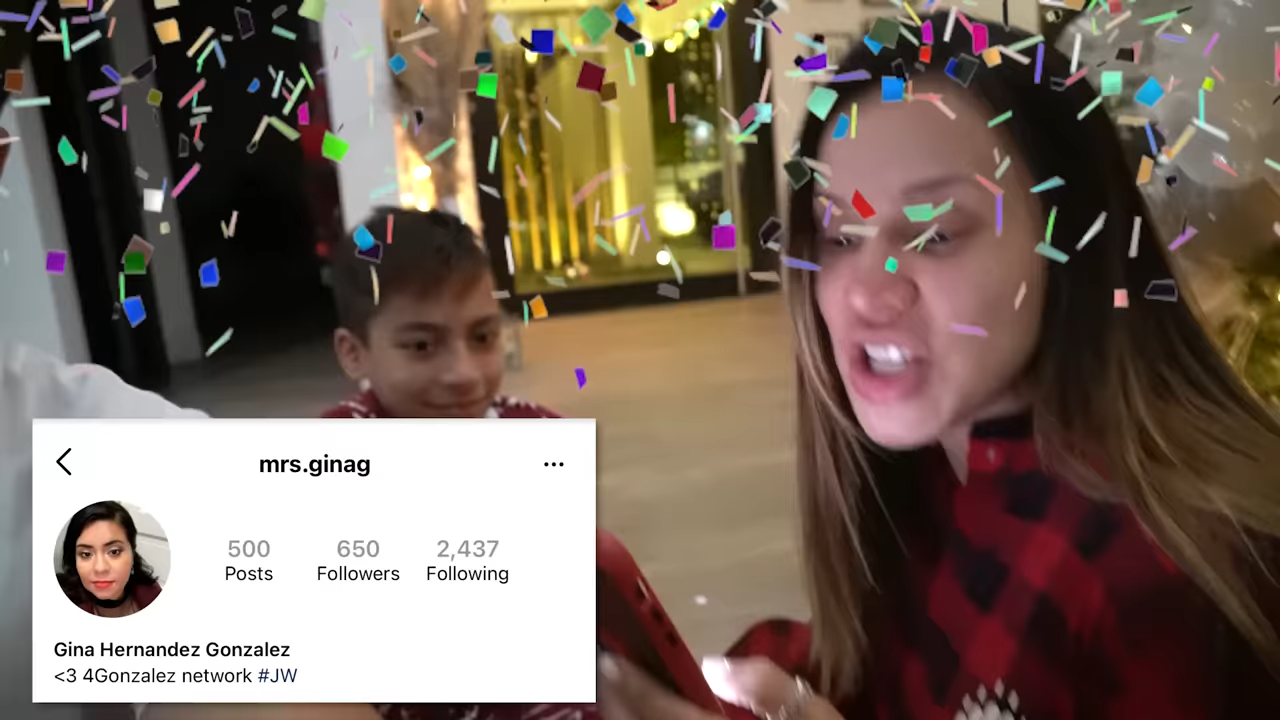 mrs.ginag
500 650 2,437
Posts Followers Following
Gina Hernandez Gonzalez
<3 4Gonzalez network #JW